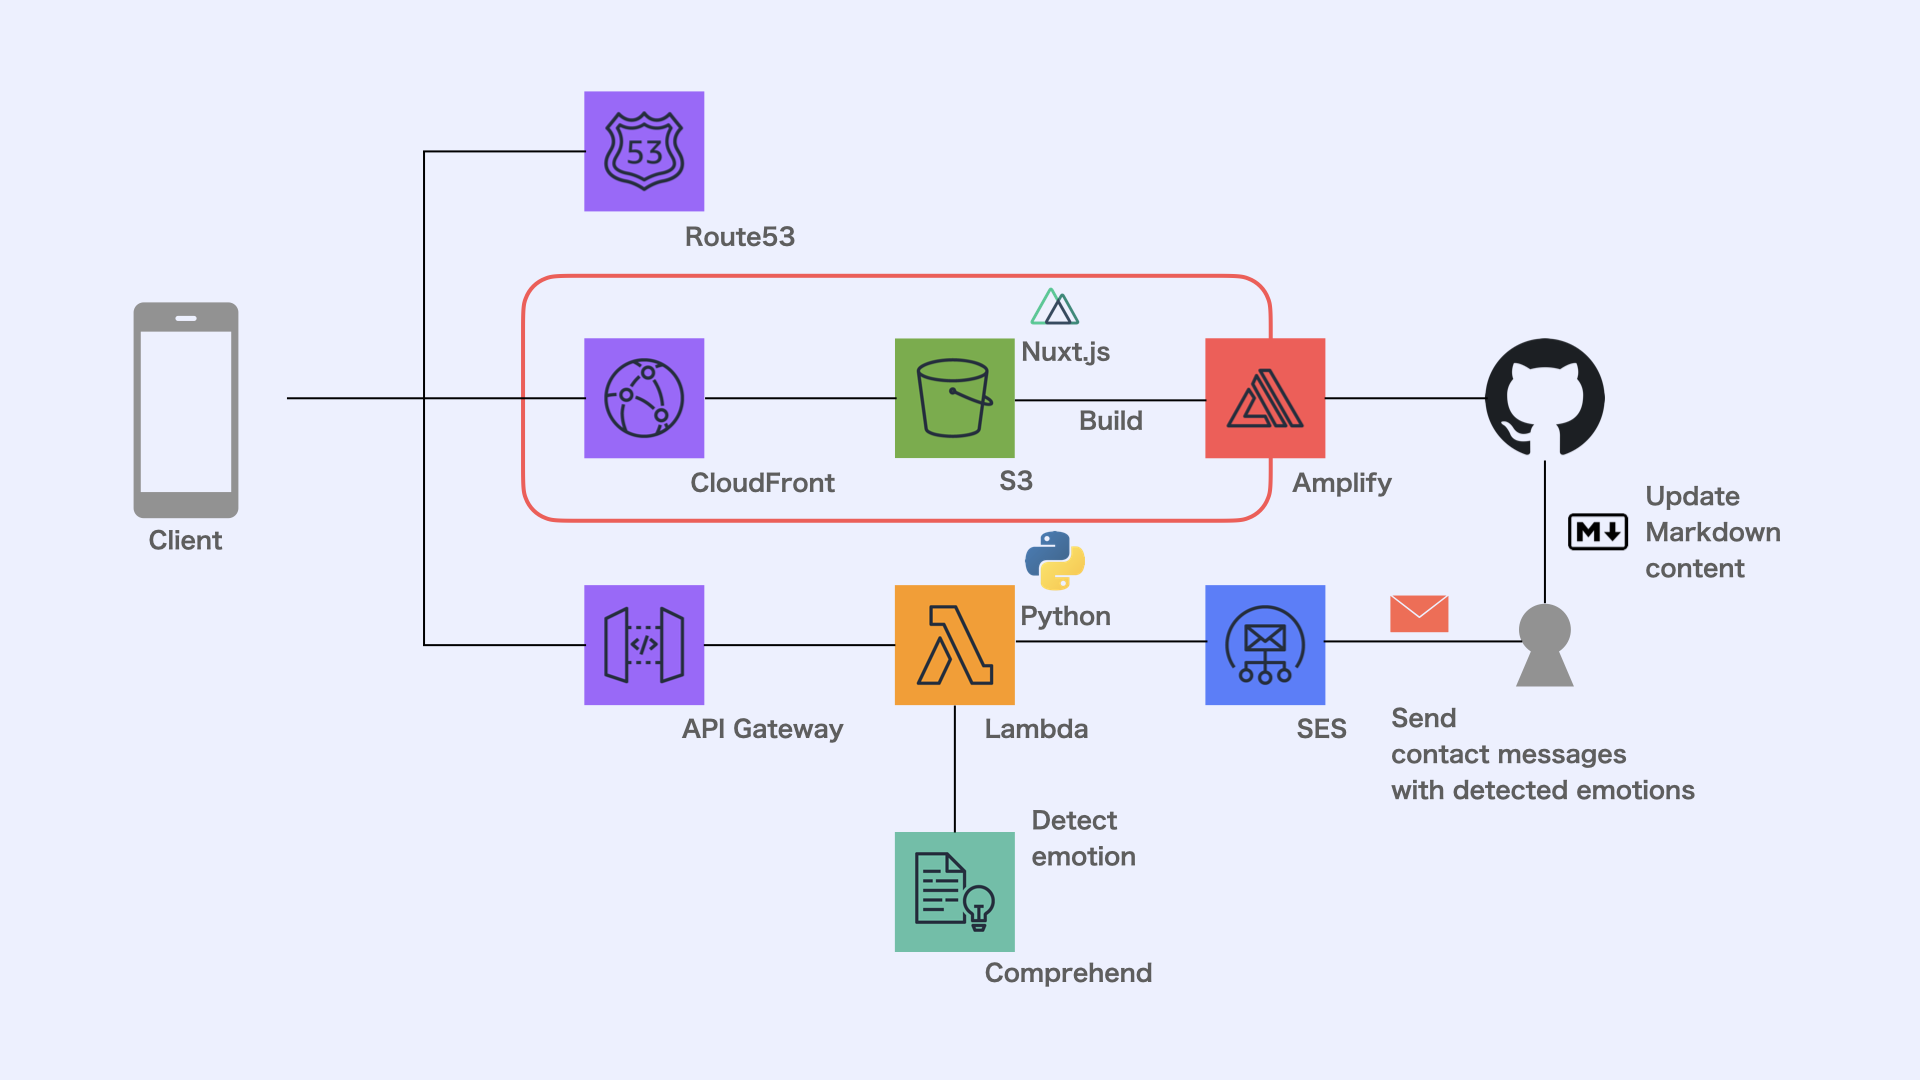 53
Route53
Nuxt.js
Build
CloudFront
S3
Amplify
Client
Update
Markdown
content
M
Python
</>
API Gateway
Lambda
SES
Send
contact messages
with detected emotions
Detect
emotion
Comprehend